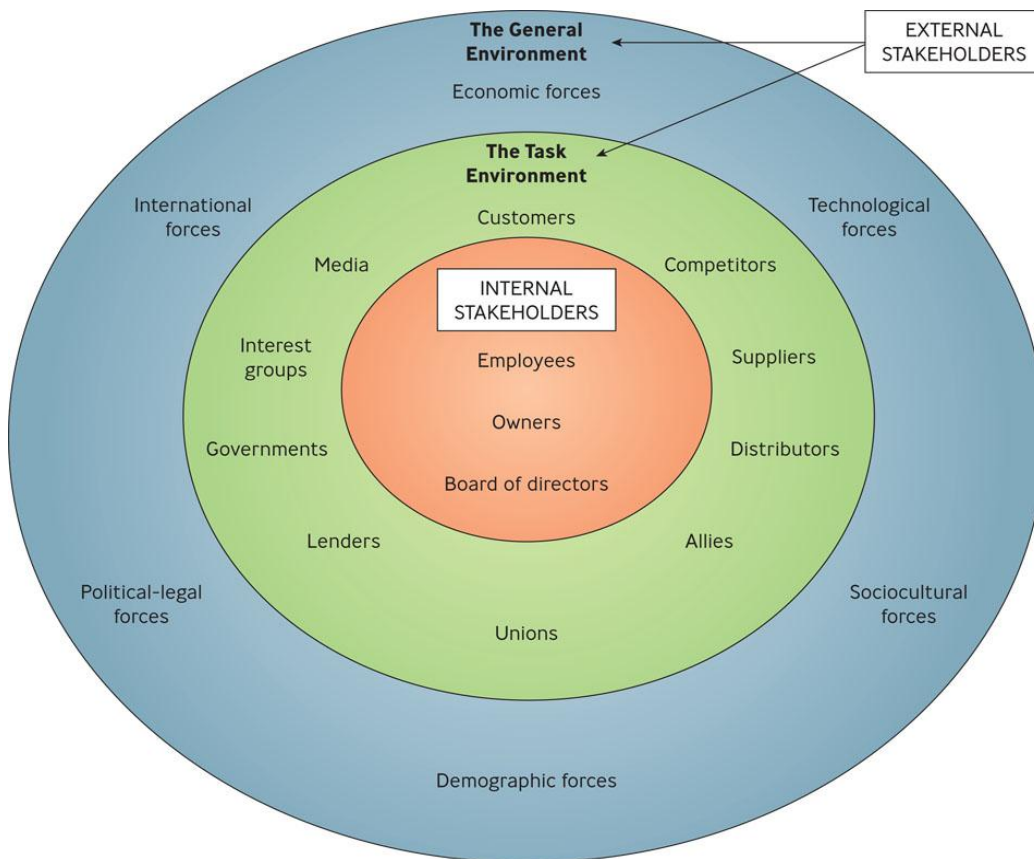 The General
Environment
EXTERNAL
STAKEHOLDERS
Economic forces
The Task
Environment
International
forces
Technological
forces
Customers
Media
Competitors
INTERNAL
STAKEHOLDERS
Interest
groups
Employees
Suppliers
Owners
Governments
Distributors
Board of directors
Lenders
Allies
Political-legal
forces
Sociocultural
forces
Unions
Demographic forces